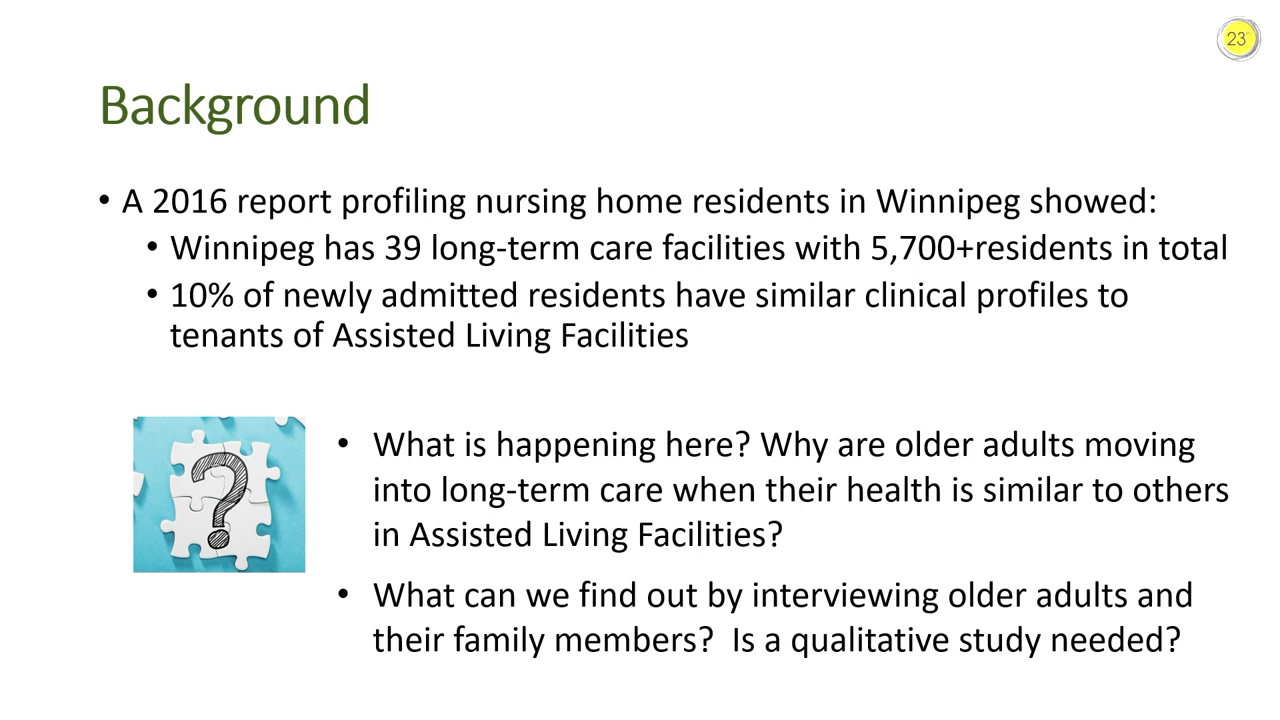 23
Background
• A 2016 report profiling nursing home residents in Winnipeg showed:
• Winnipeg has 39 long-term care facilities with 5,700+residents in total
• 10% of newly admitted residents have similar clinical profiles to
tenants of Assisted Living Facilities
?
• What is happening here? Why are older adults moving
into long-term care when their health is similar to others
in Assisted Living Facilities?
• What can we find out by interviewing older adults and
their family members?  Is a qualitative study needed?